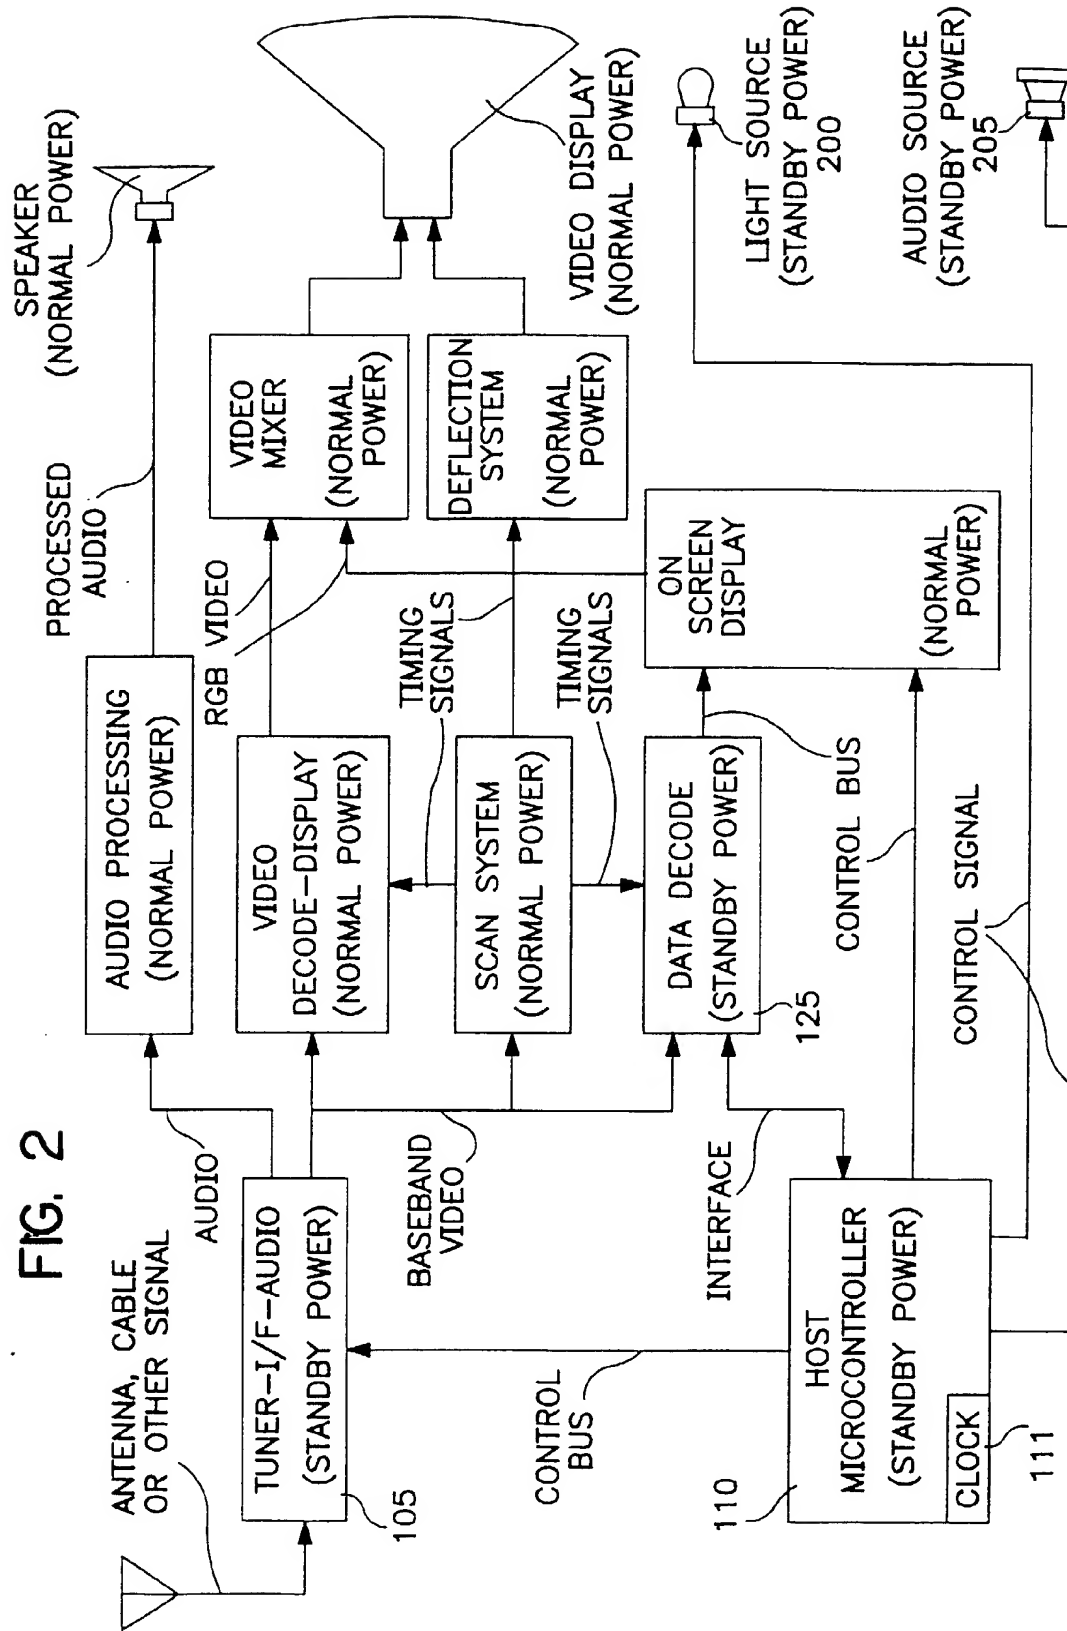 FIG. 2
ANTENNA, CABLE
OR OTHER SIGNAL
TUNER-I/F-AUDIO
(STANDBY POWER)
105
AUDIO
BASEBAND
VIDEO
CONTROL
BUS
INTERFACE
110
HOST
MICROCONTROLLER
(STANDBY POWER)
CLOCK
111
AUDIO PROCESSING
(NORMAL POWER)
VIDEO
DECODE-DISPLAY
(NORMAL POWER)
SCAN SYSTEM
(NORMAL POWER)
DATA DECODE
(STANDBY POWER)
125
TIMING
SIGNALS
TIMING
SIGNALS
CONTROL BUS
CONTROL SIGNAL
PROCESSED
AUDIO
RGB VIDEO
VIDEO
MIXER
(NORMAL
POWER)
DEFLECTION
SYSTEM
(NORMAL
POWER)
ON
SCREEN
DISPLAY
(NORMAL
POWER)
SPEAKER
(NORMAL POWER)
VIDEO DISPLAY
(NORMAL POWER)
LIGHT SOURCE
(STANDBY POWER)
200
AUDIO SOURCE
(STANDBY POWER)
205